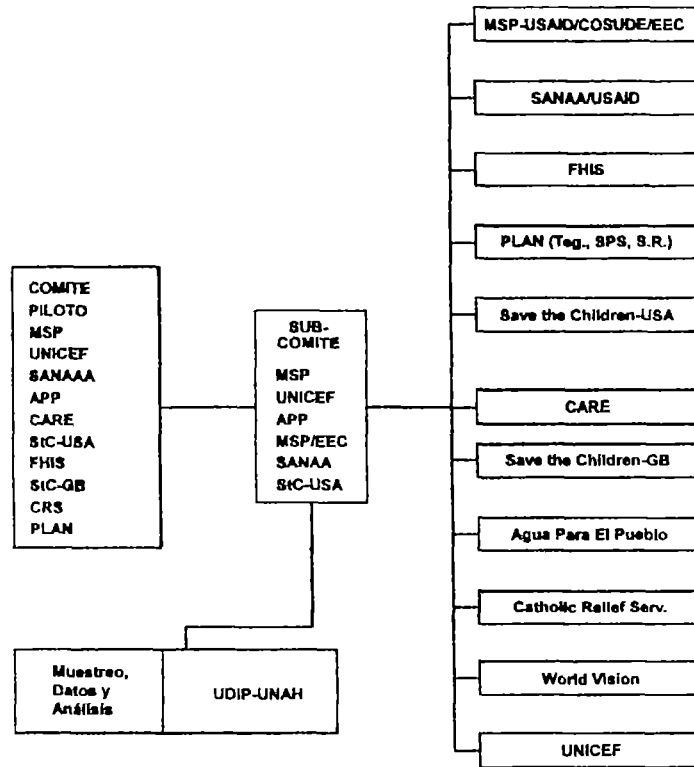 COMITE
PILOTO
MSP
UNICEF
SANAAA
APP
CARE
StC-USA
FHIS
StC-GB
CRS
PLAN
SUB-
COMITE
MSP
UNICEF
APP
MSP/EEC
SANAA
StC-USA
Muestreo,
Datos y
Análisis
UDIP-UNAH
MSP-USAID/COSUDE/EEC
SANAA/USAID
FHIS
PLAN (Teg., SPS, S.R.)
Save the Children-USA
CARE
Save the Children-GB
Agua Para El Pueblo
Catholic Relief Serv.
World Vision
UNICEF